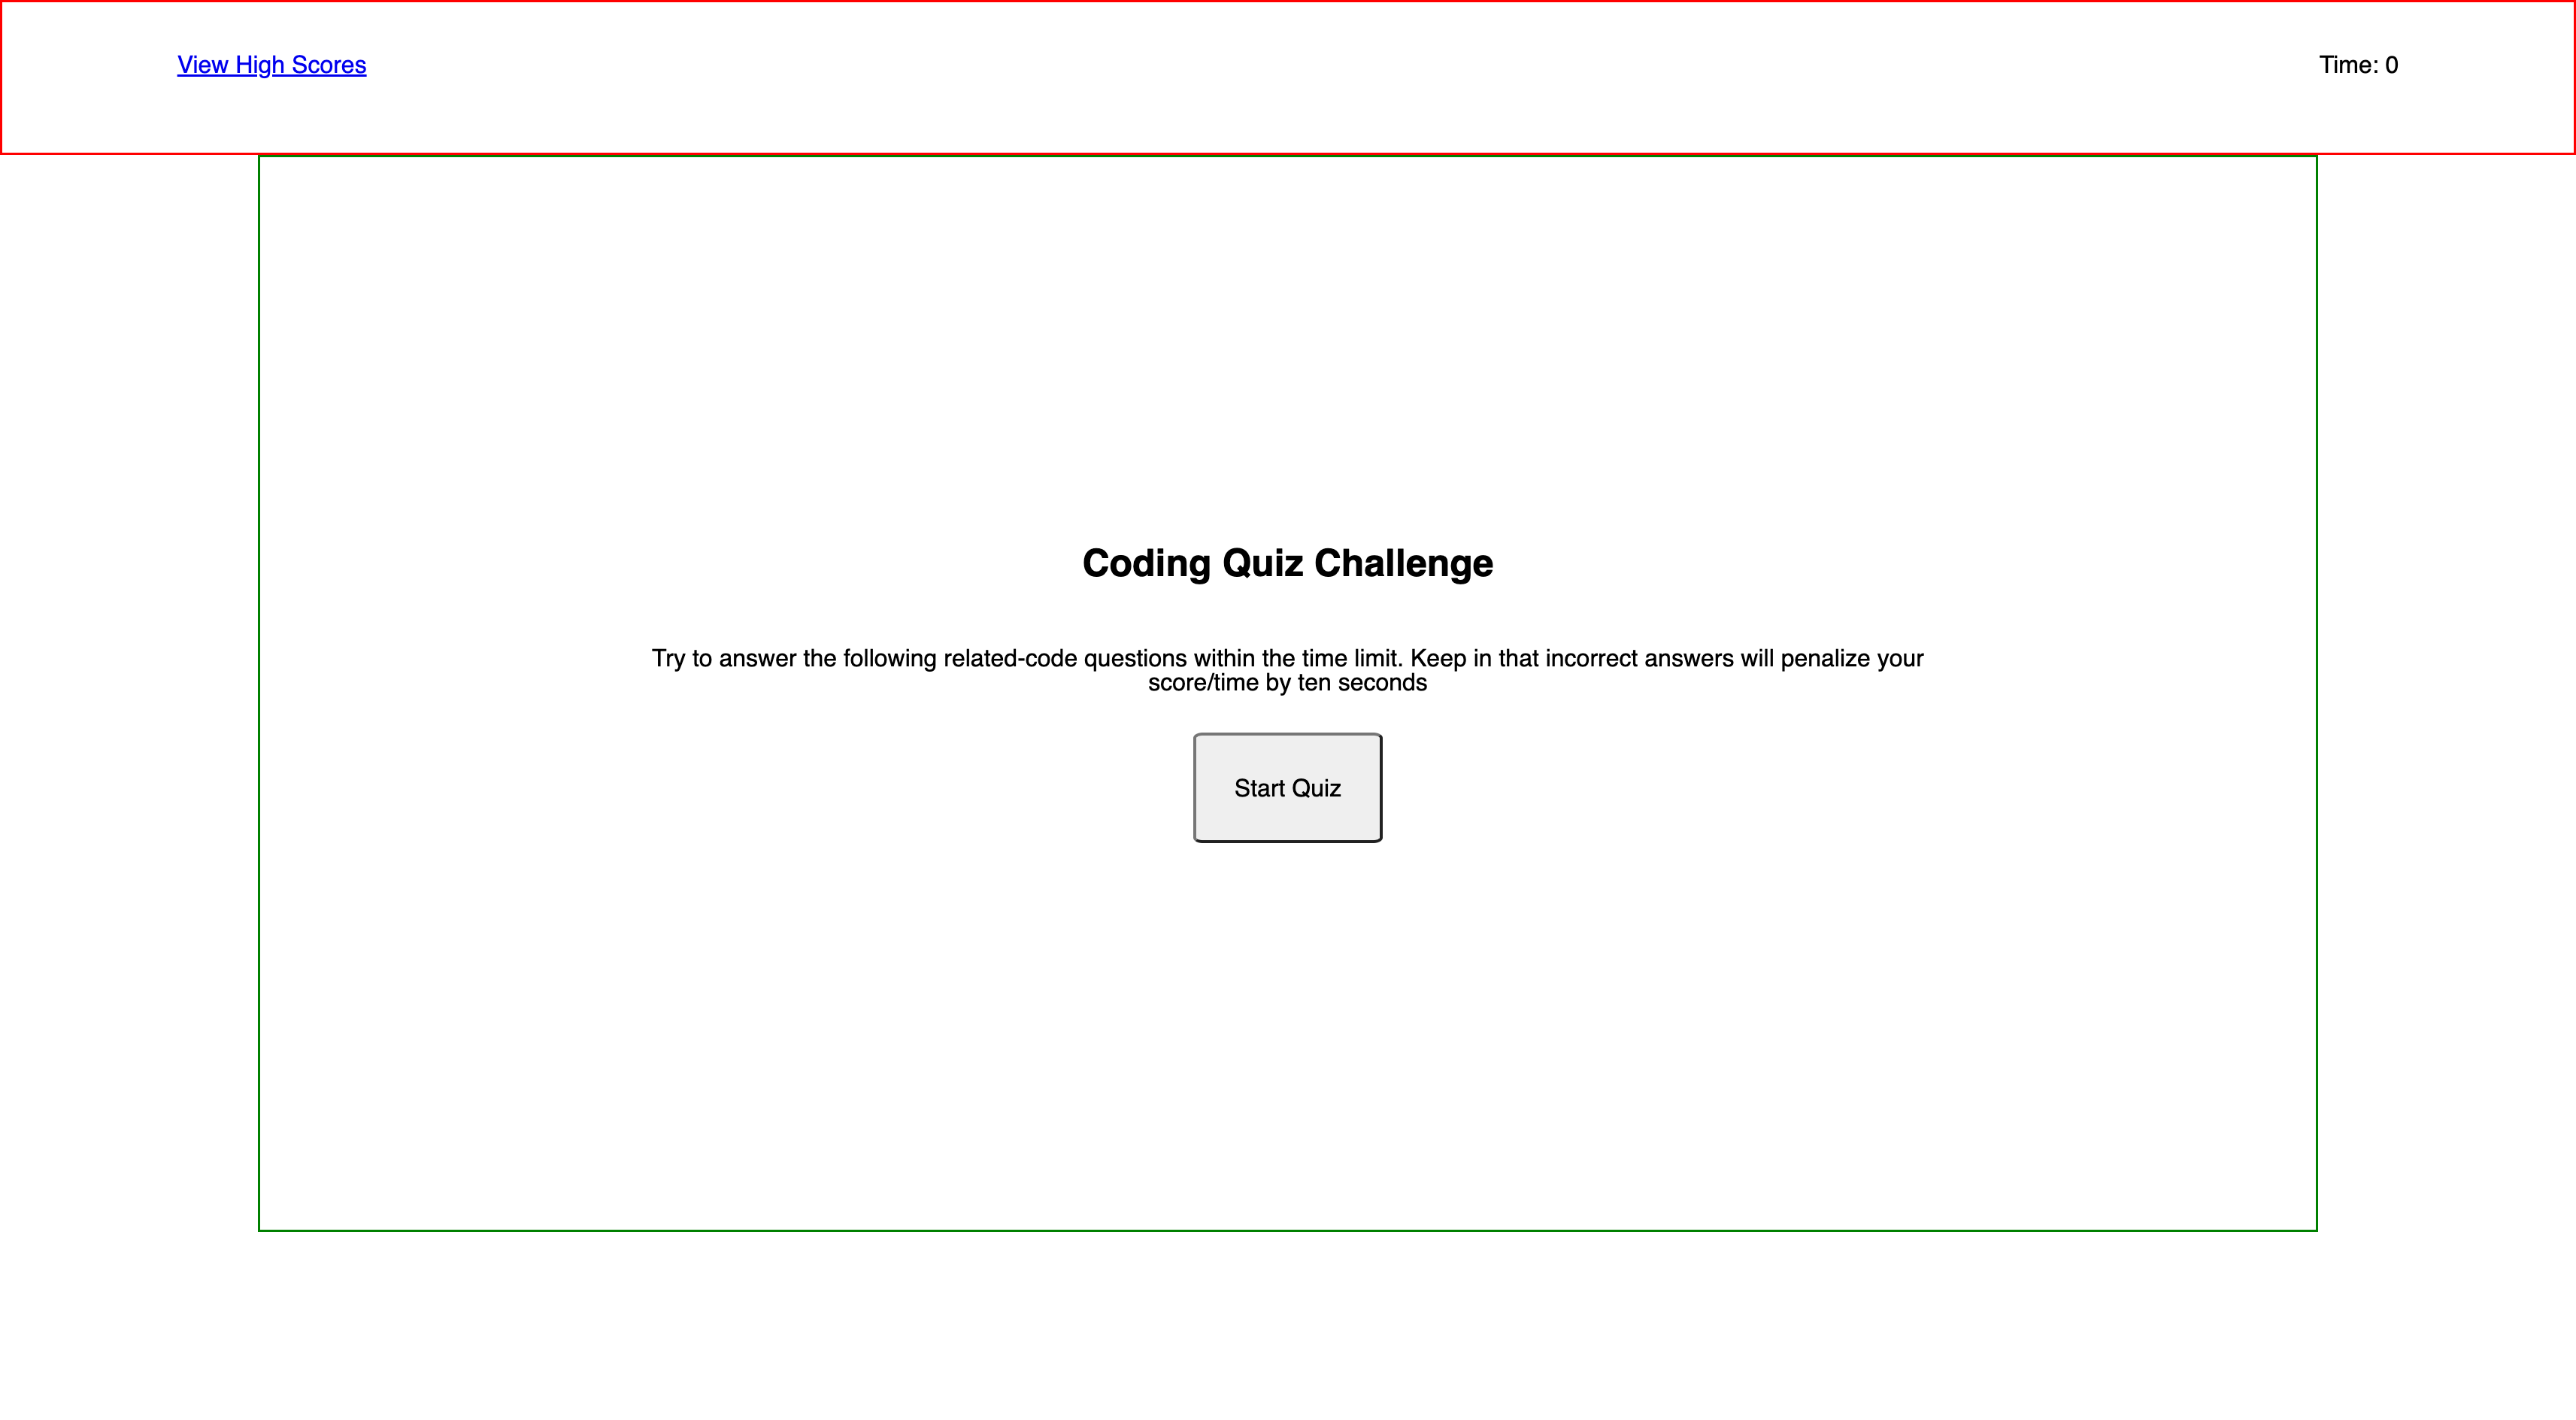 View High Scores
Time: 0
Coding Quiz Challenge
Try to answer the following related-code questions within the time limit. Keep in that incorrect answers will penalize your
score/time by ten seconds
Start Quiz